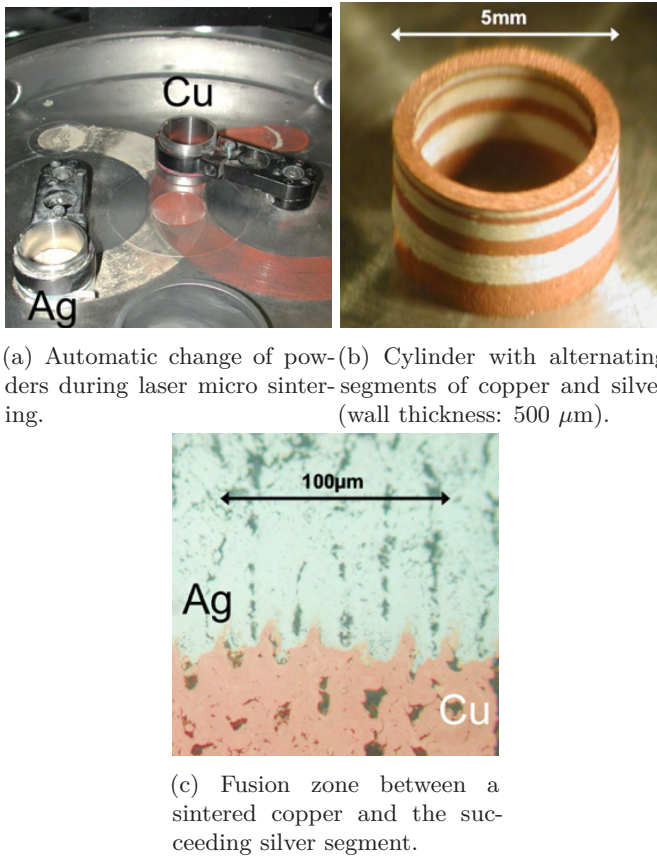 Cu
Ag
5mm
(a) Automatic change of pow-
ders during laser micro sinter-
ing.
(b) Cylinder with alternating
segments of copper and silve
(wall thickness: 500 μm).
100μm
Ag
Cu
(c) Fusion zone between a
sintered copper and the suc-
ceeding silver segment.